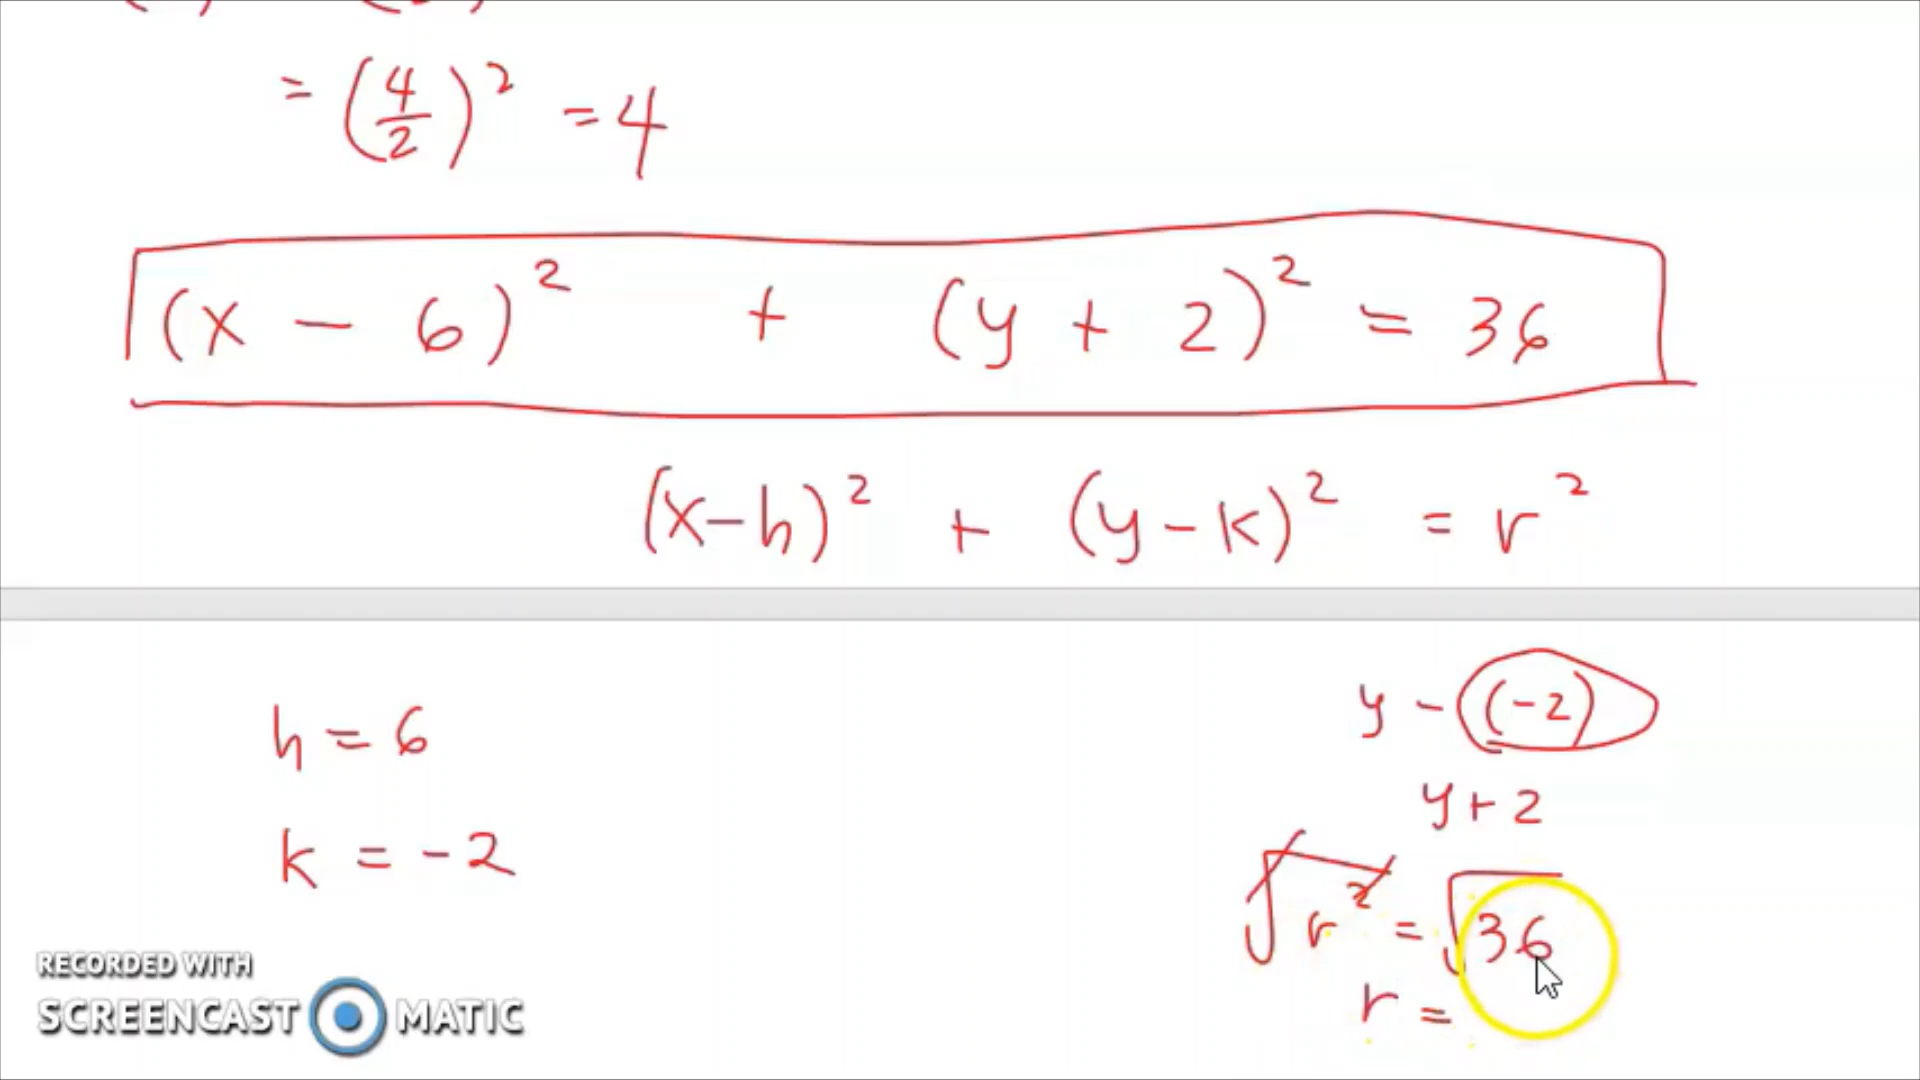 = (4/2)² = 4
(x - 6)² + (y + 2)² = 36
(x-h)² + (y-k)² = r²
h = 6
k = -2
y - (-2)
y + 2
√r² = √36
r =
RECORDED WITH
SCREENCAST MATIC